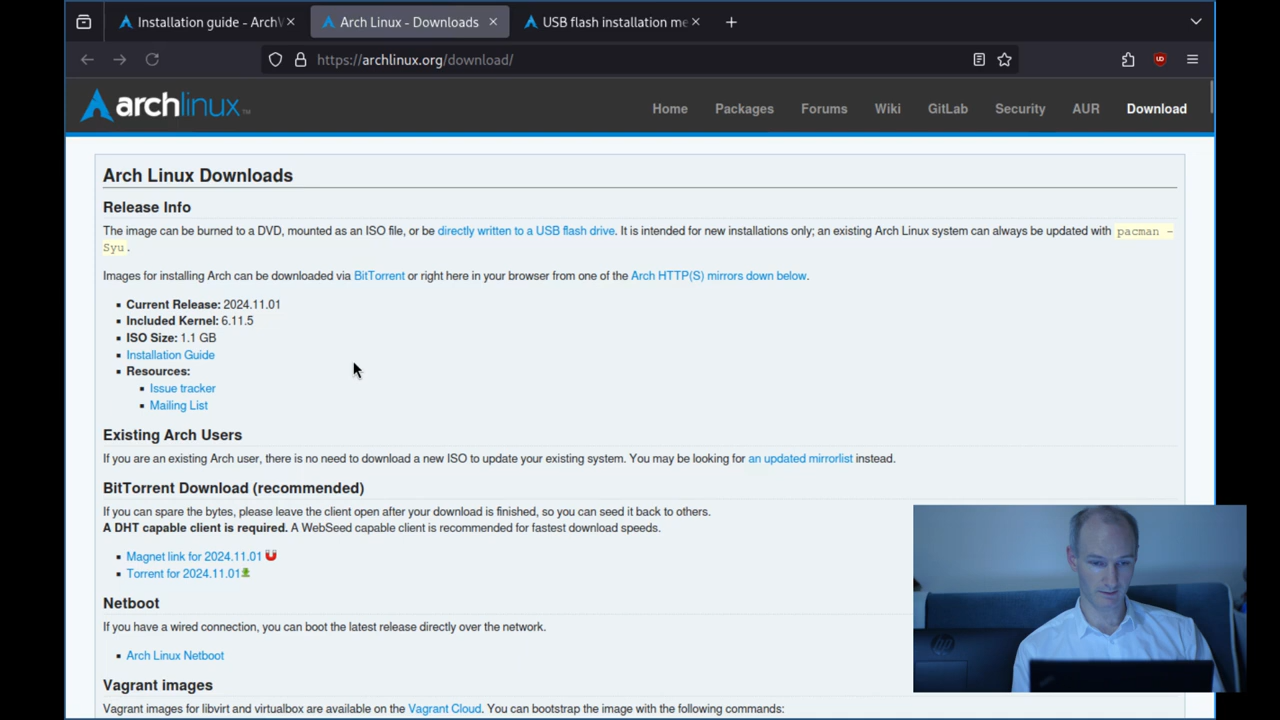 Installation guide - ArchW
Arch Linux - Downloads
USB flash installation me
https://archlinux.org/download/
archlinux™
Home
Packages
Forums
Wiki
GitLab
Security
AUR
Download
Arch Linux Downloads
Release Info
The image can be burned to a DVD, mounted as an ISO file, or be directly written to a USB flash drive. It is intended for new installations only; an existing Arch Linux system can always be updated with pacman -
Syu.
Images for installing Arch can be downloaded via BitTorrent or right here in your browser from one of the Arch HTTP(S) mirrors down below.
Current Release: 2024.11.01
Included Kernel: 6.11.5
ISO Size: 1.1 GB
Installation Guide
Resources:
Issue tracker
Mailing List
Existing Arch Users
If you are an existing Arch user, there is no need to download a new ISO to update your existing system. You may be looking for an updated mirrorlist instead.
BitTorrent Download (recommended)
If you can spare the bytes, please leave the client open after your download is finished, so you can seed it back to others.
A DHT capable client is required. A WebSeed capable client is recommended for fastest download speeds.
Magnet link for 2024.11.01
Torrent for 2024.11.01
Netboot
If you have a wired connection, you can boot the latest release directly over the network.
Arch Linux Netboot
Vagrant images
Vagrant images for libvirt and virtualbox are available on the Vagrant Cloud. You can bootstrap the image with the following commands:
hp